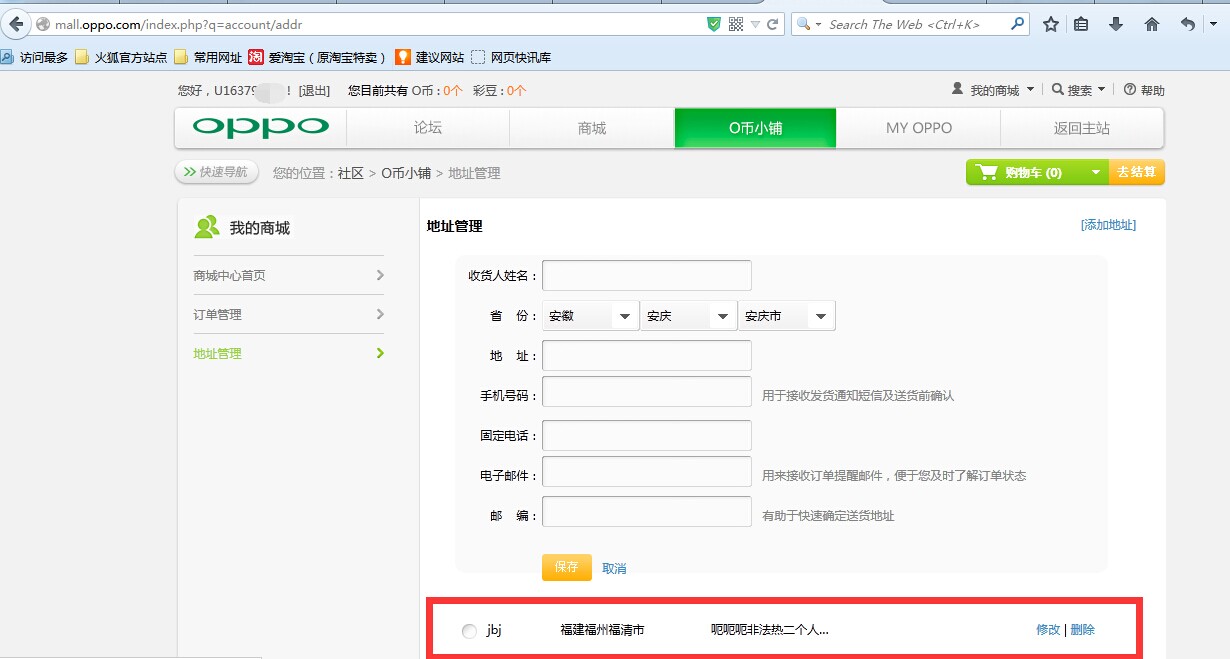 mall.oppo.com/index.php?q=account/addr
Search The Web <Ctrl+K>
访问最多 火狐官方站点 常用网址 淘 爱淘宝（原淘宝特卖） 建议网站 网页快讯库
您好，U16379 ！ [退出] 您目前共有 O币：0个 彩豆：0个 我的商城 搜索 帮助
oppo 论坛 商城 O币小铺 MY OPPO 返回主站
快速导航 您的位置：社区 > O币小铺 > 地址管理 购物车 (0) 去结算
我的商城
商城中心首页
订单管理
地址管理
地址管理 [添加地址]
收货人姓名：
省 份： 安徽 安庆 安庆市
地 址：
手机号码： 用于接收发货通知短信及送货前确认
固定电话：
电子邮件： 用来接收订单提醒邮件，便于您及时了解订单状态
邮 编： 有助于快速确定送货地址
保存 取消
jbj 福建福州福清市 呃呃呃非法热二个人... 修改 | 删除